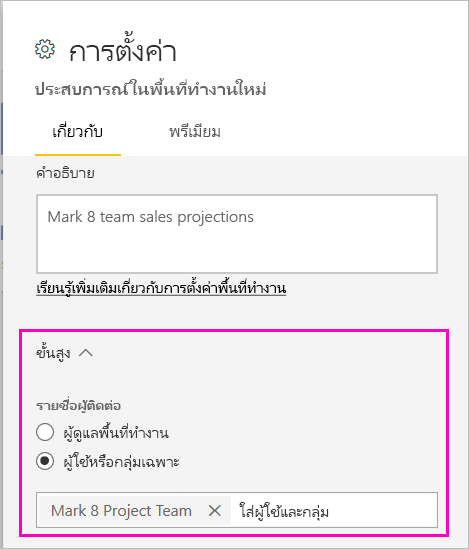 การตั้งค่า
ประสบการณ์ในพื้นที่ทำงานใหม่
เกี่ยวกับ พรีเมียม
คำอธิบาย
Mark 8 team sales projections
เรียนรู้เพิ่มเติมเกี่ยวกับการตั้งค่าพื้นที่ทำงาน
ขั้นสูง
รายชื่อผู้ติดต่อ
ผู้ดูแลพื้นที่ทำงาน
ผู้ใช้หรือกลุ่มเฉพาะ
Mark 8 Project Team ใส่ผู้ใช้และกลุ่ม